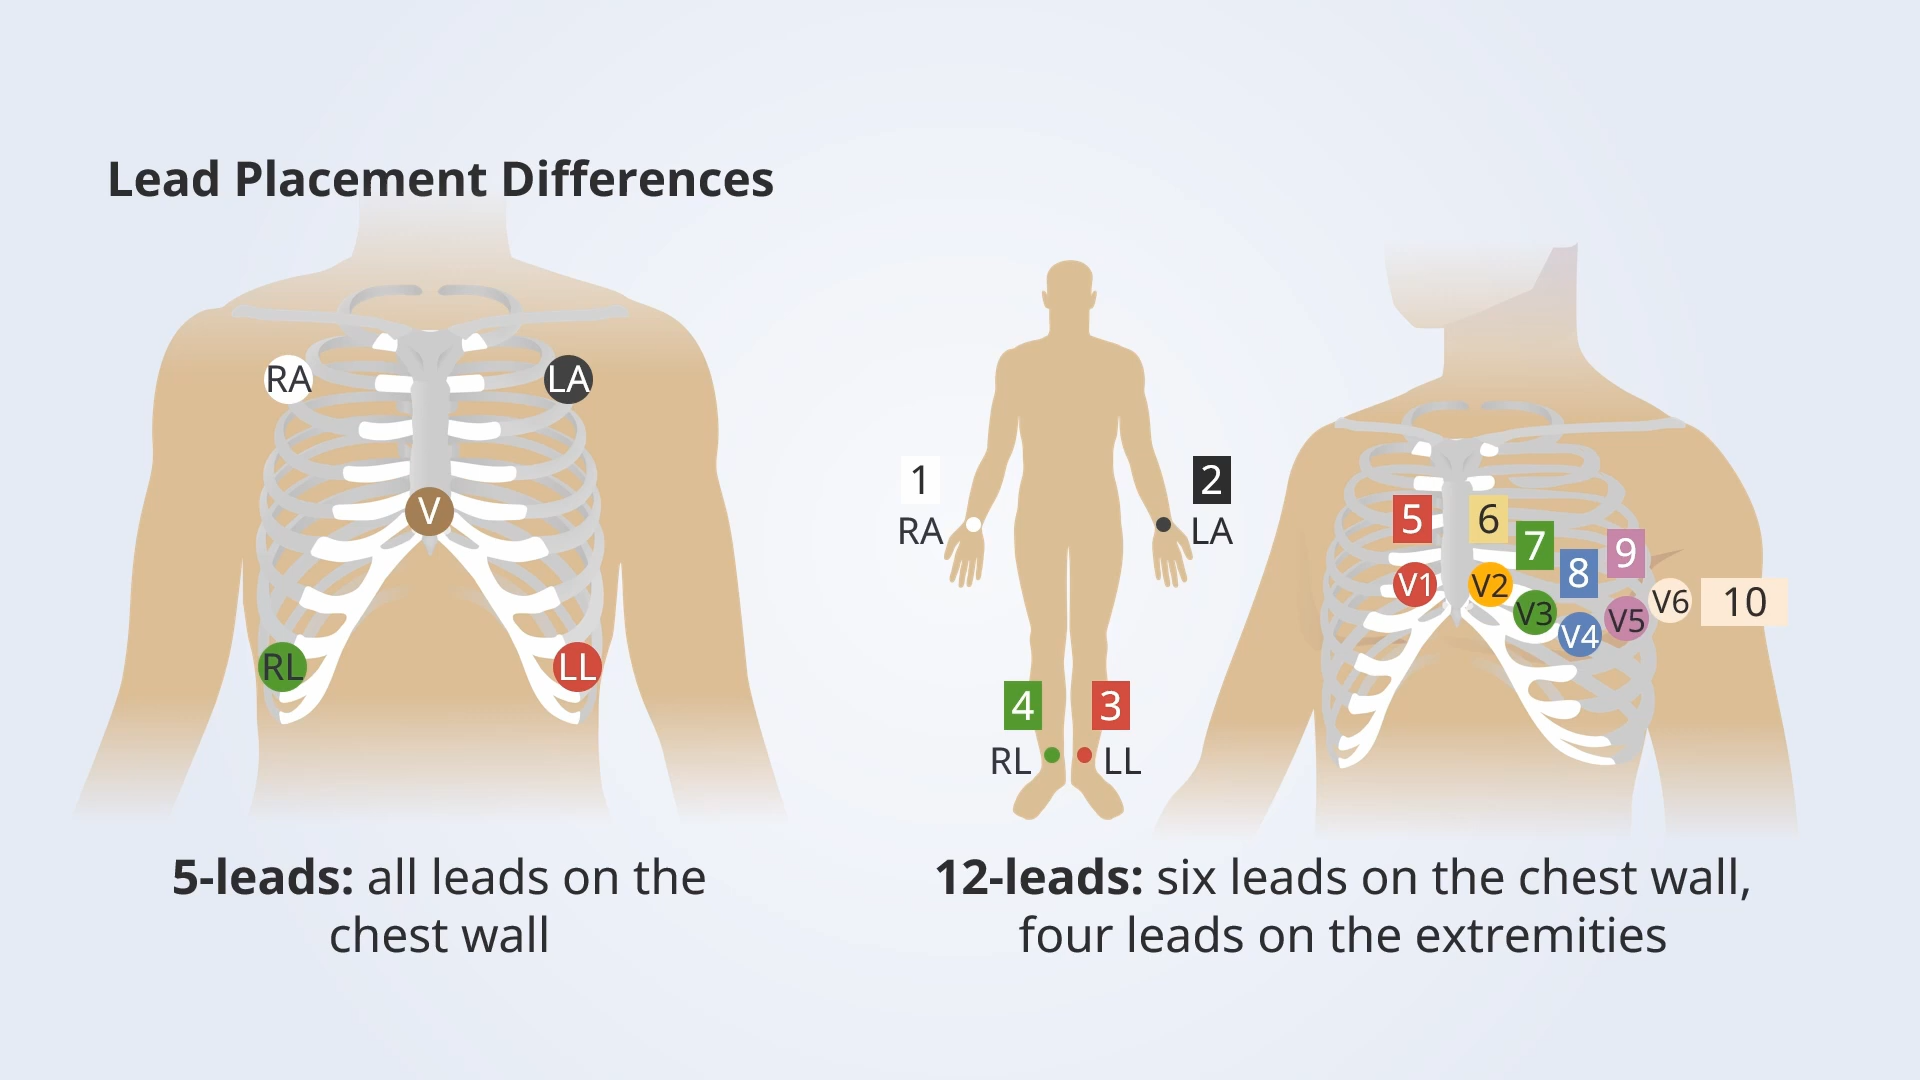 Lead Placement Differences
RA
LA
V
RL
LL
5-leads: all leads on the
chest wall
1
RA
2
LA
4
RL
3
LL
5
6
7
8
9
10
V1
V2
V3
V4
V5
V6
12-leads: six leads on the chest wall,
four leads on the extremities